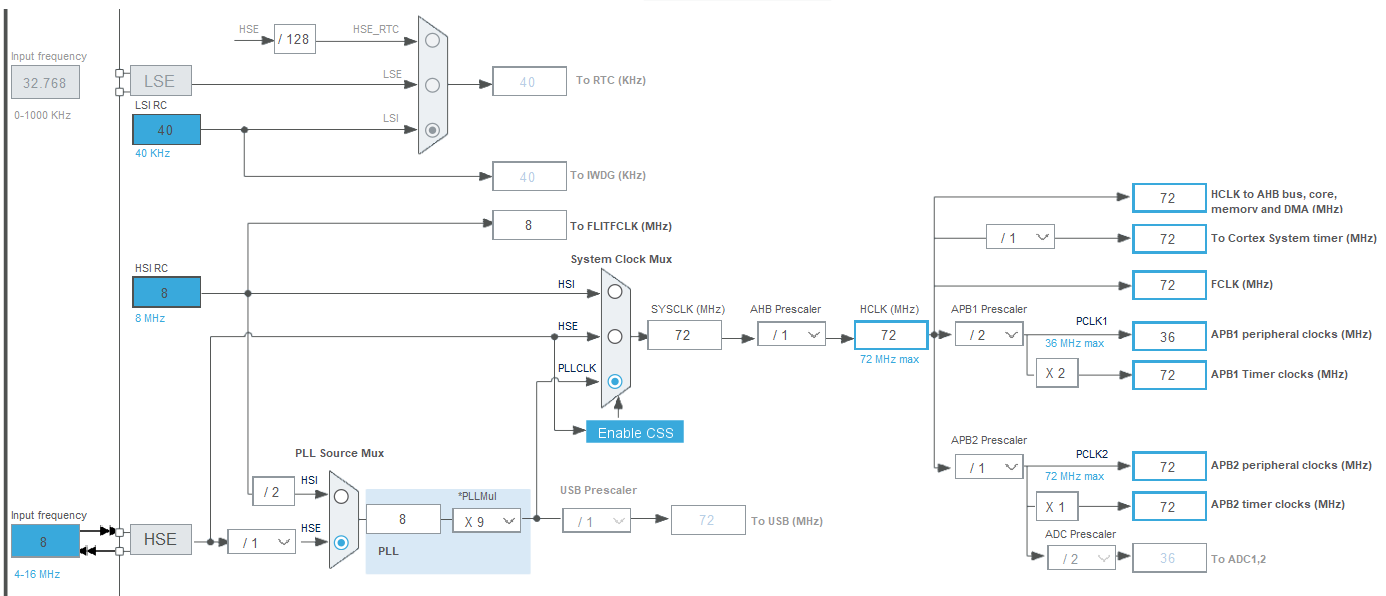 HSE
/ 128
HSE_RTC
Input frequency
32.768
0-1000 KHz
LSE
LSE
40
To RTC (KHz)
LSI RC
40
40 KHz
LSI
40
To IWDG (KHz)
8
To FLITFCLK (MHz)
HSI RC
8
8 MHz
System Clock Mux
HSI
HSE
PLLCLK
Enable CSS
SYSCLK (MHz)
72
AHB Prescaler
/ 1
HCLK (MHz)
72
72 MHz max
72
HCLK to AHB bus, core,
memory and DMA (MHz)
/ 1
72
To Cortex System timer (MHz)
72
FCLK (MHz)
APB1 Prescaler
/ 2
PCLK1
36 MHz max
36
APB1 peripheral clocks (MHz)
X 2
72
APB1 Timer clocks (MHz)
APB2 Prescaler
/ 1
PCLK2
72 MHz max
72
APB2 peripheral clocks (MHz)
X 1
72
APB2 timer clocks (MHz)
ADC Prescaler
/ 2
36
To ADC1,2
PLL Source Mux
/ 2
HSI
Input frequency
8
4-16 MHz
HSE
/ 1
HSE
8
*PLLMul
X 9
PLL
USB Prescaler
/ 1
72
To USB (MHz)